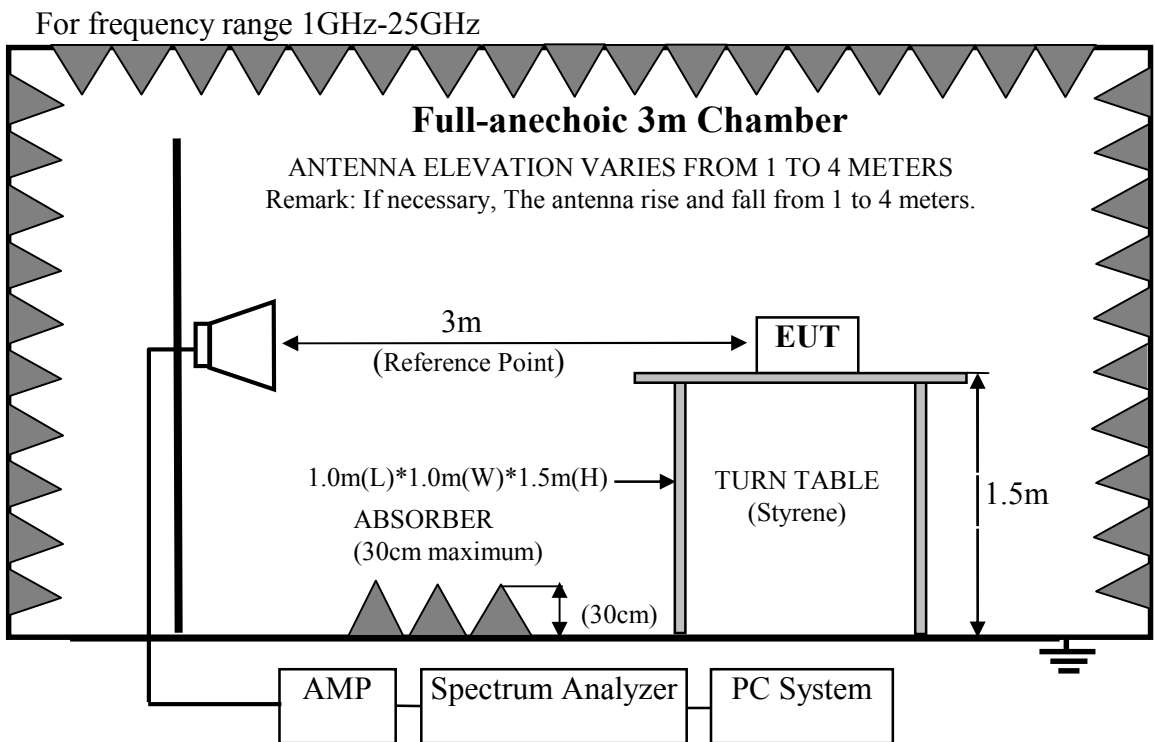 For frequency range 1GHz-25GHz
Full-anechoic 3m Chamber
ANTENNA ELEVATION VARIES FROM 1 TO 4 METERS
Remark: If necessary, The antenna rise and fall from 1 to 4 meters.
3m
(Reference Point)
EUT
1.0m(L)*1.0m(W)*1.5m(H)
TURN TABLE
(Styrene)
1.5m
ABSORBER
(30cm maximum)
(30cm)
AMP
Spectrum Analyzer
PC System